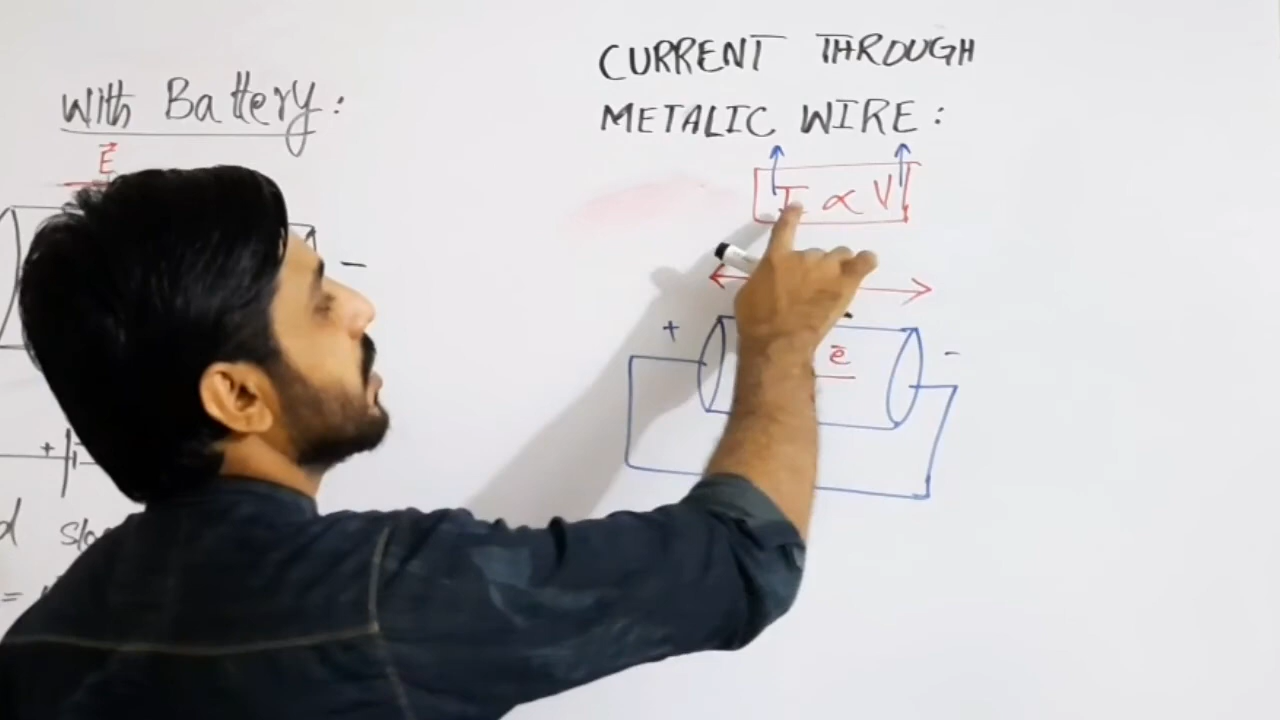 With Battery:
E⃗
-
+
d
=
CURRENT THROUGH
METALIC WIRE:
I ∝ V
+
ē
-